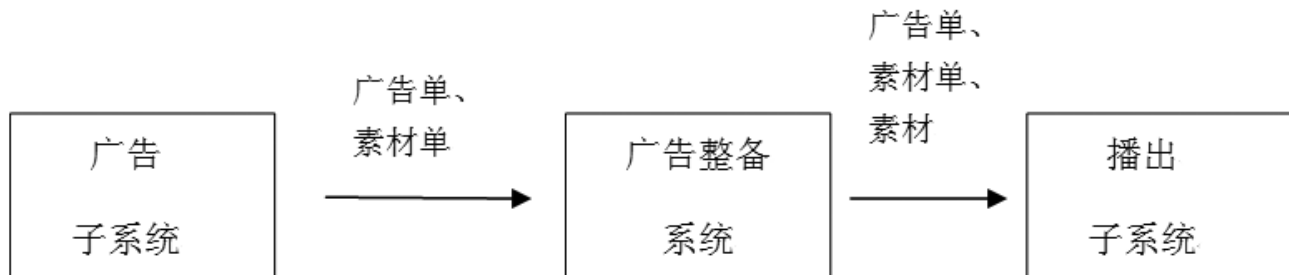 广告
子系统
广告单、
素材单
广告整备
系统
广告单、
素材单、
素材
播出
子系统